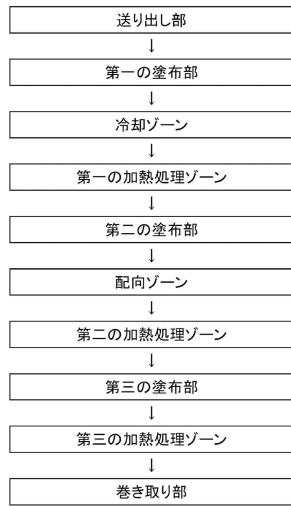 送り出し部
↓
第一の塗布部
↓
冷却ゾーン
↓
第一の加熱処理ゾーン
↓
第二の塗布部
↓
配向ゾーン
↓
第二の加熱処理ゾーン
↓
第三の塗布部
↓
第三の加熱処理ゾーン
↓
巻き取り部